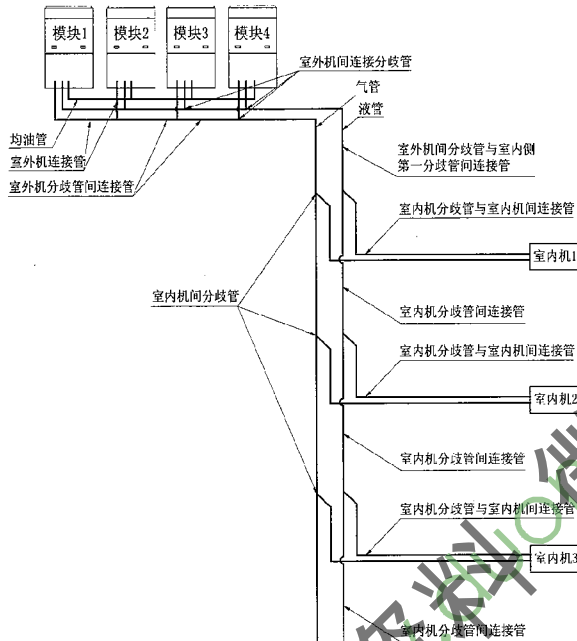 模块1
模块2
模块3
模块4
室外机间连接分歧管
气管
液管
均油管
室外机连接管
室外机分歧管间连接管
室外机间分歧管与室内侧
第一分歧管间连接管
室内机分歧管与室内机间连接管
室内机1
室内机间分歧管
室内机分歧管间连接管
室内机分歧管与室内机间连接管
室内机2
室内机分歧管间连接管
室内机分歧管与室内机间连接管
室内机3
室内机分歧管间连接管